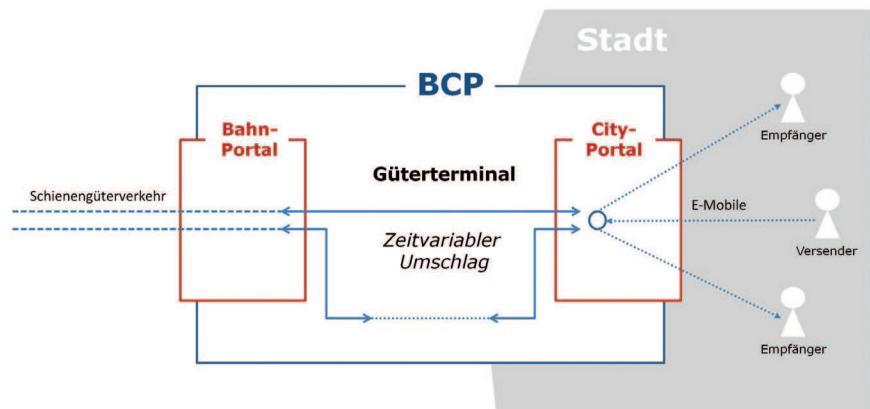 Stadt
BCP
Bahn-
Portal
City-
Portal
Empfänger
Güterterminal
Schienengüterverkehr
E-Mobile
Zeitvariabler
Umschlag
Versender
Empfänger